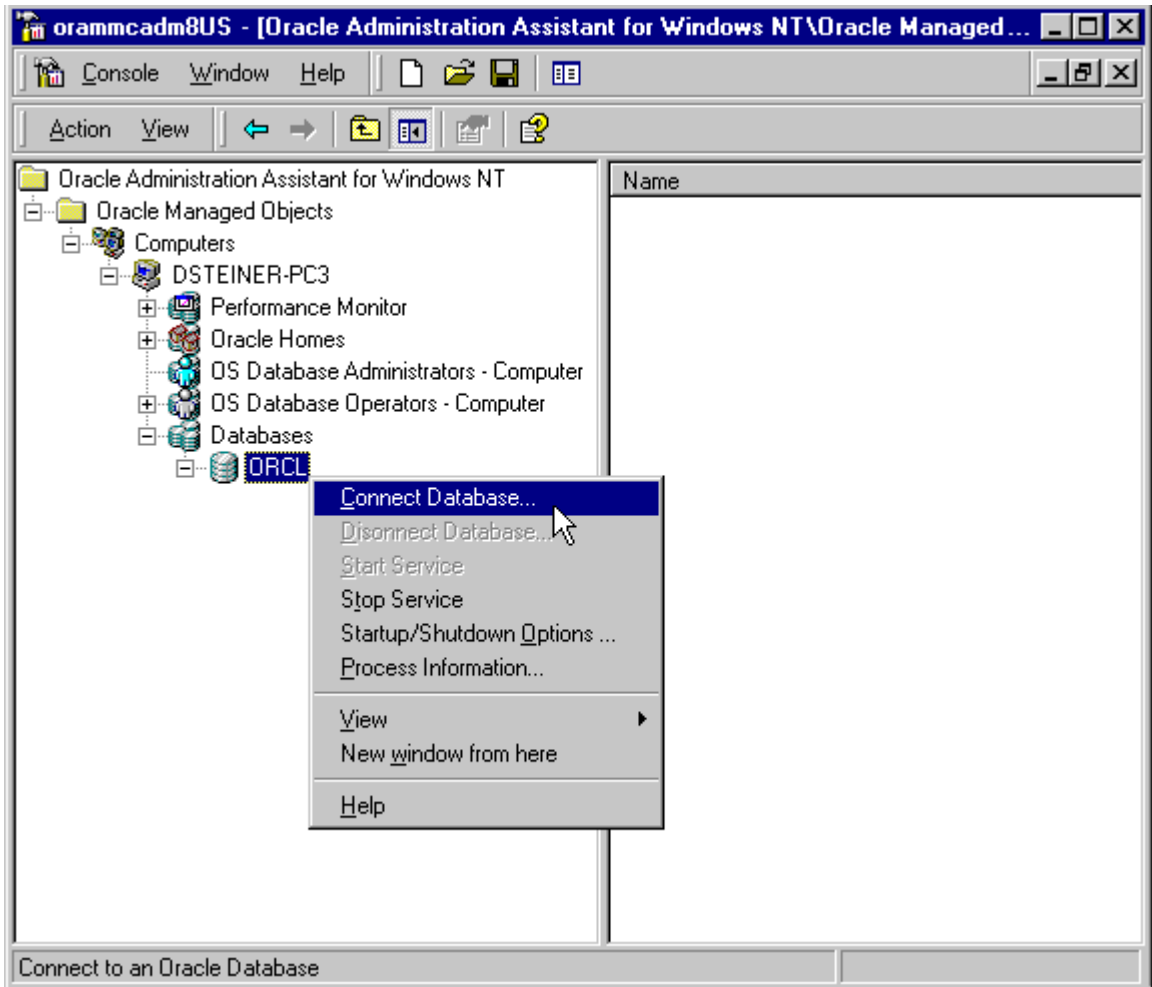 orammcadm8US - [Oracle Administration Assistant for Windows NT\Oracle Managed...
Console Window Help
Action View
Oracle Administration Assistant for Windows NT
Name
Oracle Managed Objects
Computers
DSTEINER-PC3
Performance Monitor
Oracle Homes
OS Database Administrators - Computer
OS Database Operators - Computer
Databases
ORCL
Connect Database...
Disonnect Database...
Start Service
Stop Service
Startup/Shutdown Options ...
Process Information...
View
New window from here
Help
Connect to an Oracle Database